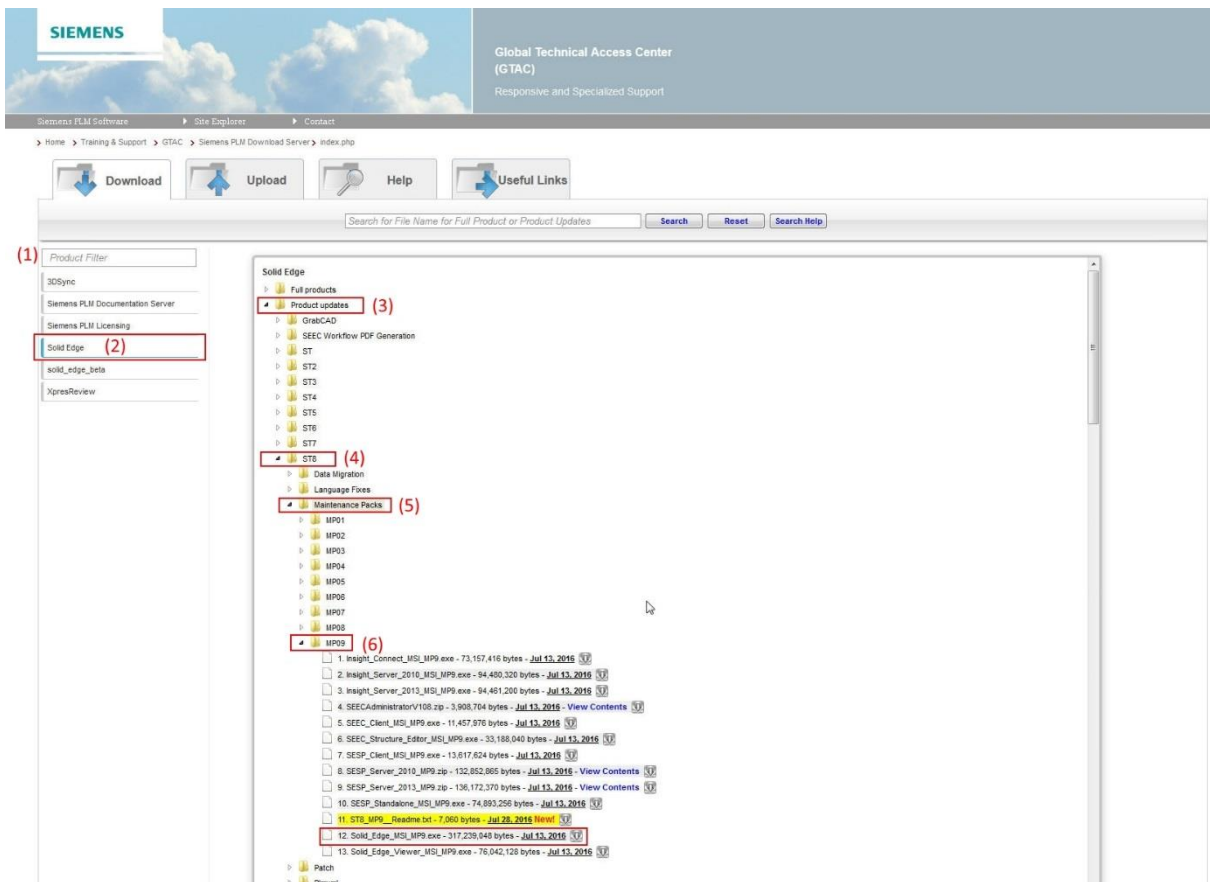 SIEMENS
Global Technical Access Center
(GTAC)
Responsive and Specialized Support
Siemens PLM Software Site Explorer Contact
Home Training & Support GTAC Siemens PLM Download Server index.php
Download Upload Help Useful Links
Search for File Name for Full Product or Product Updates Search Reset Search Help
(1) Product Filter
3DSync
Siemens PLM Documentation Server
Siemens PLM Licensing
Solid Edge (2)
solid_edge_beta
XpresReview
Solid Edge
Full products
Product updates (3)
GrabCAD
SEEC Workflow PDF Generation
ST
ST2
ST3
ST4
ST5
ST6
ST7
ST8 (4)
Data Migration
Language Fixes
Maintenance Packs (5)
MP01
MP02
MP03
MP04
MP05
MP06
MP07
MP08
MP09 (6)
1. Insight_Connect_MSI_MP9.exe - 73,157,416 bytes - Jul 13, 2016
2. Insight_Server_2010_MSI_MP9.exe - 94,480,320 bytes - Jul 13, 2016
3. Insight_Server_2013_MSI_MP9.exe - 94,461,200 bytes - Jul 13, 2016
4. SEECAdministratorV108.zip - 3,908,704 bytes - Jul 13, 2016 - View Contents
5. SEEC_Client_MSI_MP9.exe - 11,457,976 bytes - Jul 13, 2016
6. SEEC_Structure_Editor_MSI_MP9.exe - 33,188,040 bytes - Jul 13, 2016
7. SESP_Client_MSI_MP9.exe - 13,617,624 bytes - Jul 13, 2016
8. SESP_Server_2010_MP9.zip - 132,852,865 bytes - Jul 13, 2016 - View Contents
9. SESP_Server_2013_MP9.zip - 136,172,370 bytes - Jul 13, 2016 - View Contents
10. SESP_Standalone_MSI_MP9.exe - 74,893,256 bytes - Jul 13, 2016
11. ST8_MP9__Readme.txt - 7,060 bytes - Jul 28, 2016 New!
12. Solid_Edge_MSI_MP9.exe - 317,239,048 bytes - Jul 13, 2016
13. Solid_Edge_Viewer_MSI_MP9.exe - 76,042,128 bytes - Jul 13, 2016
Patch